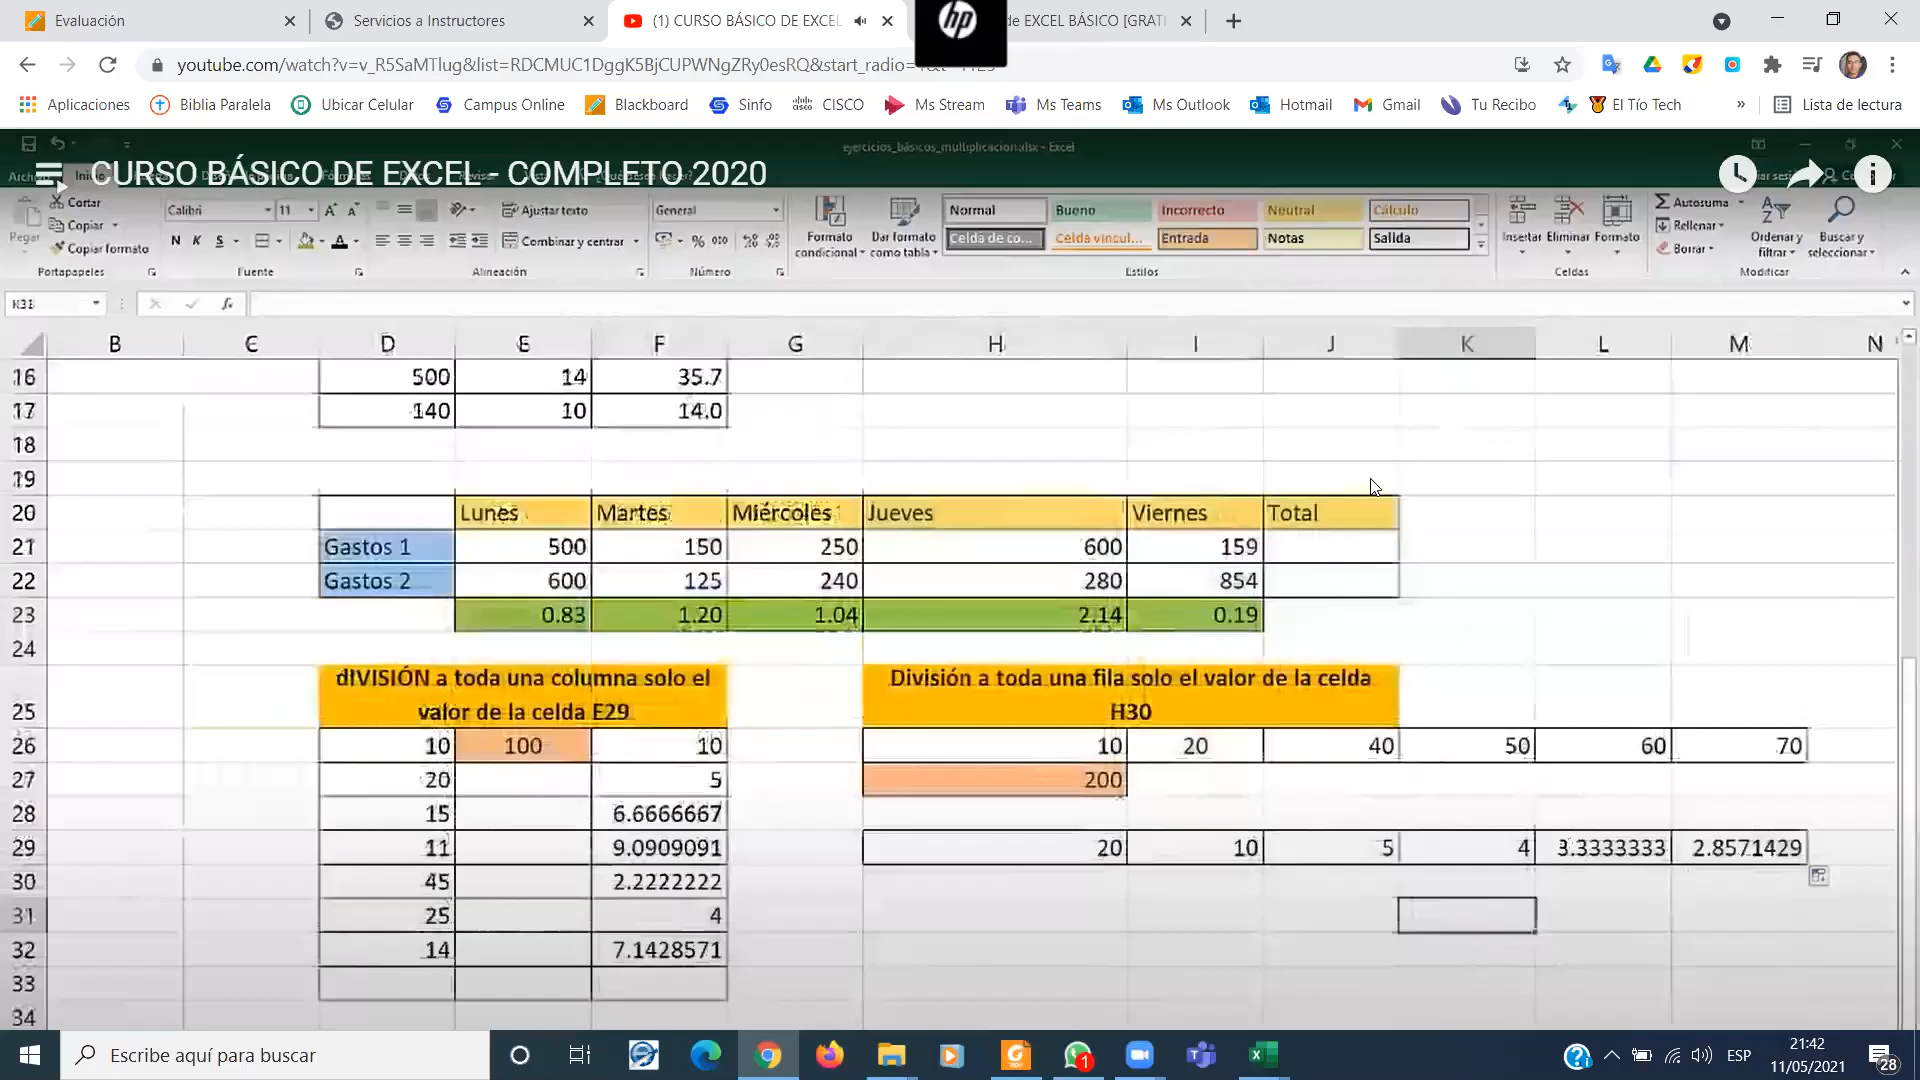 Evaluación
Servicios a Instructores
(1) CURSO BÁSICO DE EXCEL
hp
de EXCEL BÁSICO [GRATI
youtube.com/watch?v=v_R5SaMTlug&list=RDCMUC1DggK5BjCUPWNgZRy0esRQ&start_radio=
Aplicaciones
Biblia Paralela
Ubicar Celular
Campus Online
Blackboard
Sinfo
CISCO
Ms Stream
Ms Teams
Ms Outlook
Hotmail
Gmail
Tu Recibo
El Tío Tech
»
Lista de lectura
ejercicios_básicos_multiplicacion.xlsx - Excel
CURSO BÁSICO DE EXCEL - COMPLETO 2020
Cortar
Copiar
Copiar formato
Pegar
Portapapeles
Calibri
11
N K S
Fuente
Ajustar texto
Combinar y centrar
Alineación
General
% 000
Número
Formato
condicional
Dar formato
como tabla
Normal
Bueno
Incorrecto
Neutral
Cálculo
Celda de co...
Celda vincul...
Entrada
Notas
Salida
Estilos
Insertar
Eliminar
Formato
Celdas
Autosuma
Rellenar
Borrar
Ordenar y
filtrar
Buscar y
seleccionar
Modificar
K31
fx
B C D E F G H I J K L M N
16 500 14 35.7
17 140 10 14.0
18
19
20 Lunes Martes Miércoles Jueves Viernes Total
21 Gastos 1 500 150 250 600 159
22 Gastos 2 600 125 240 280 854
23 0.83 1.20 1.04 2.14 0.19
24
dIVISIÓN a toda una columna solo el División a toda una fila solo el valor de la celda
25 valor de la celda E29 H30
26 10 100 10 10 20 40 50 60 70
27 20 5 200
28 15 6.6666667
29 11 9.0909091 20 10 5 4 3.3333333 2.8571429
30 45 2.2222222
31 25 4
32 14 7.1428571
33
34
Escribe aquí para buscar
1
ESP
21:42
11/05/2021
28